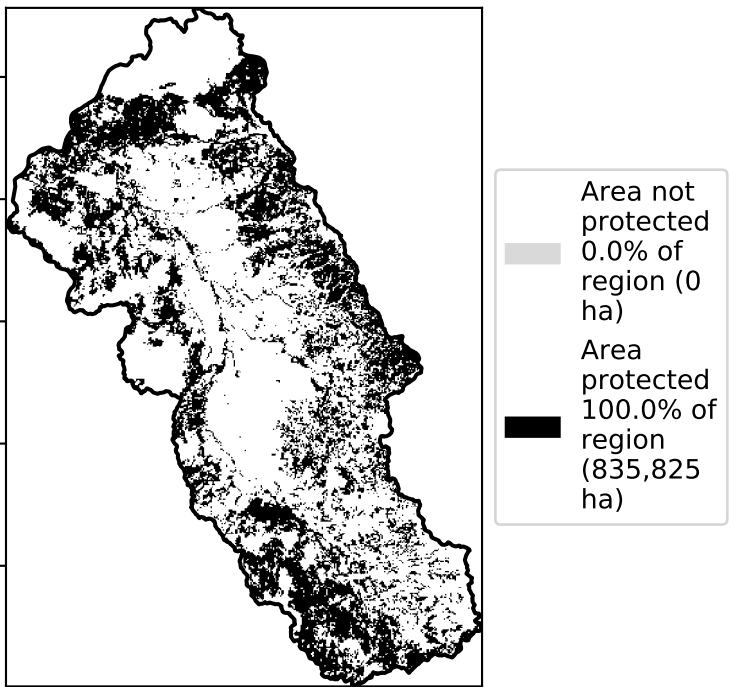 Area not
protected
0.0% of
region (0
ha)
Area
protected
100.0% of
region
(835,825
ha)